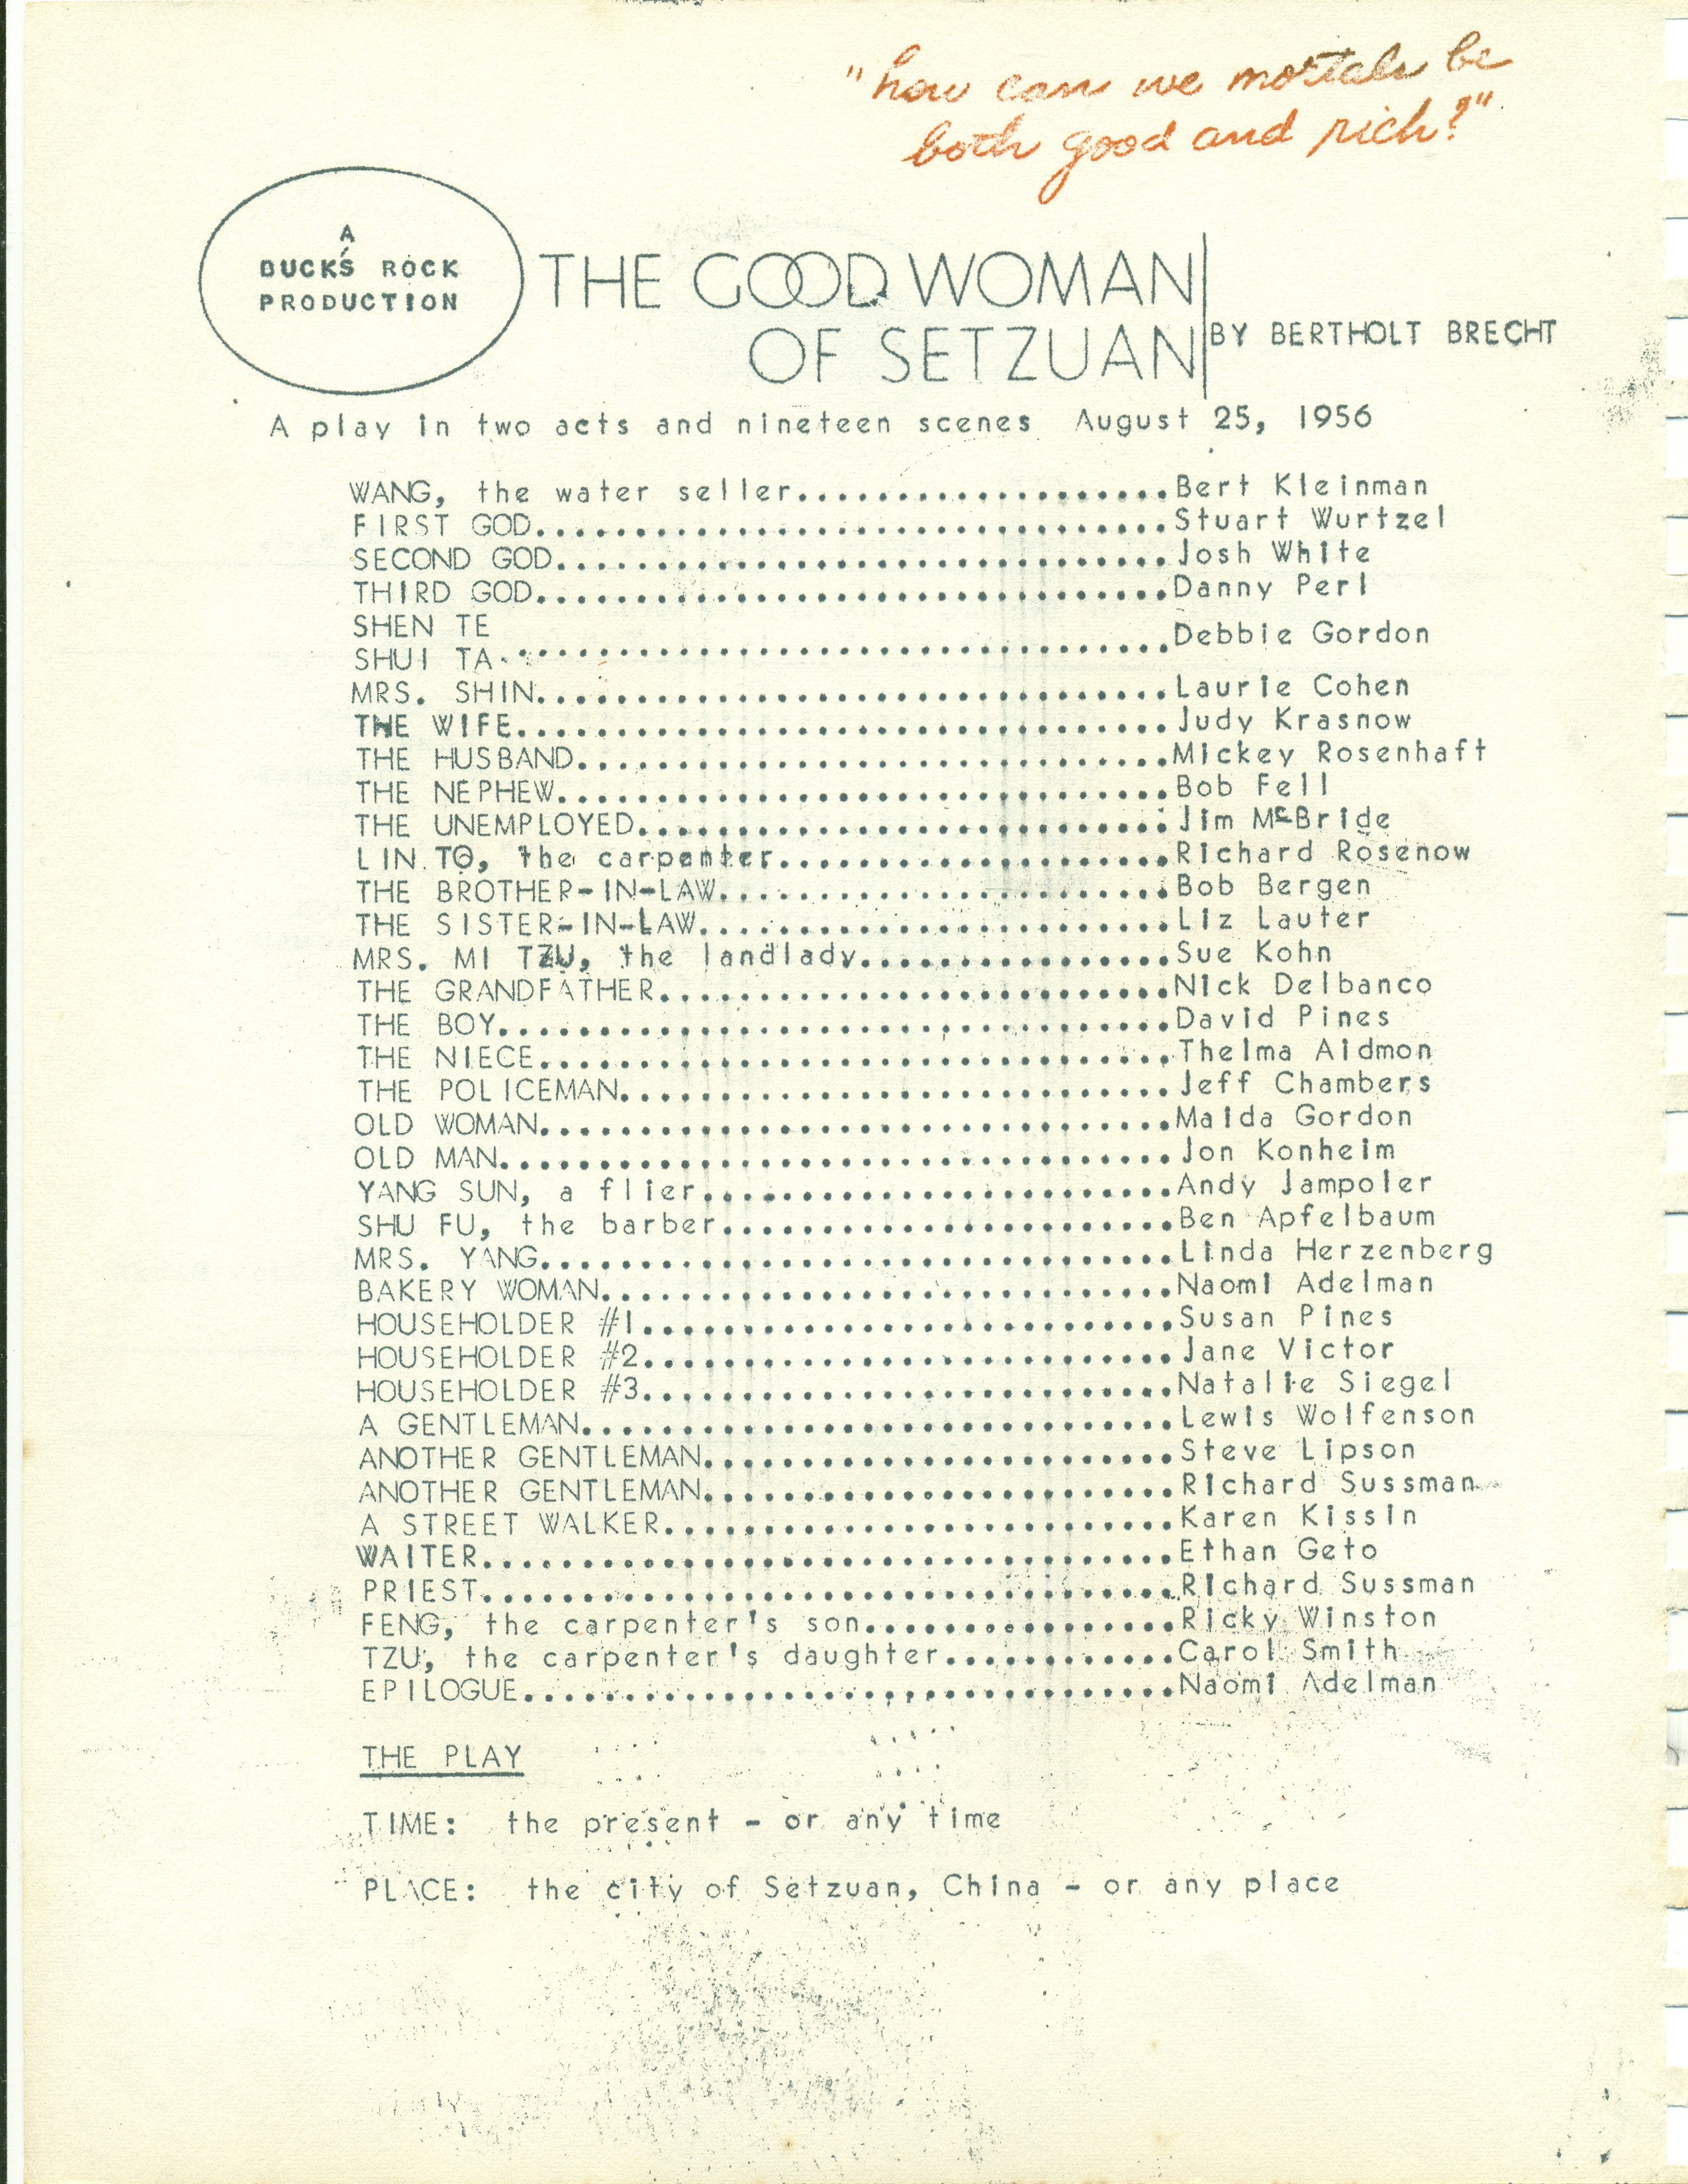 "how can we mortals be
both good and rich?"
A
BUCK'S ROCK
PRODUCTION
THE GOOD WOMAN
OF SETZUAN
BY BERTHOLT BRECHT
A play in two acts and nineteen scenes August 25, 1956
WANG, the water seller...................Bert Kleinman
FIRST GOD................................Stuart Wurtzel
SECOND GOD...............................Josh White
THIRD GOD................................Danny Perl
SHEN TE
SHUI TA..................................Debbie Gordon
MRS. SHIN................................Laurie Cohen
THE WIFE.................................Judy Krasnow
THE HUSBAND..............................Mickey Rosenhaft
THE NEPHEW...............................Bob Fell
THE UNEMPLOYED...........................Jim McBride
LIN TO, the carpenter....................Richard Rosenow
THE BROTHER-IN-LAW.......................Bob Bergen
THE SISTER-IN-LAW........................Liz Lauter
MRS. MI TZU, the landlady................Sue Kohn
THE GRANDFATHER..........................Nick Delbanco
THE BOY..................................David Pines
THE NIECE................................Thelma Aidmon
THE POLICEMAN............................Jeff Chambers
OLD WOMAN................................Maida Gordon
OLD MAN..................................Jon Konheim
YANG SUN, a flier........................Andy Jampoler
SHU FU, the barber.......................Ben Apfelbaum
MRS. YANG................................Linda Herzenberg
BAKERY WOMAN.............................Naomi Adelman
HOUSEHOLDER #1...........................Susan Pines
HOUSEHOLDER #2...........................Jane Victor
HOUSEHOLDER #3...........................Natalie Siegel
A GENTLEMAN..............................Lewis Wolfenson
ANOTHER GENTLEMAN........................Steve Lipson
ANOTHER GENTLEMAN........................Richard Sussman
A STREET WALKER..........................Karen Kissin
WAITER...................................Ethan Geto
PRIEST...................................Richard Sussman
FENG, the carpenter's son................Ricky Winston
TZU, the carpenter's daughter............Carol Smith
EPILOGUE.................................Naomi Adelman
THE PLAY
TIME: the present - or any time
PLACE: the city of Setzuan, China - or any place